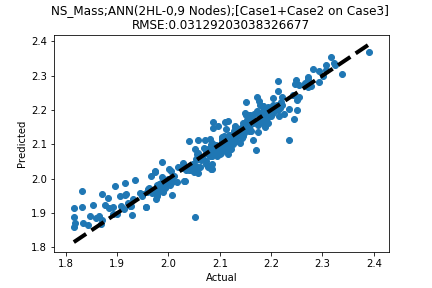 NS_Mass;ANN(2HL-0,9 Nodes);[Case1+Case2 on Case3]
RMSE:0.03129203038326677
2.4
2.3
2.2
2.1
2.0
1.9
1.8
Predicted
1.8 1.9 2.0 2.1 2.2 2.3 2.4
Actual